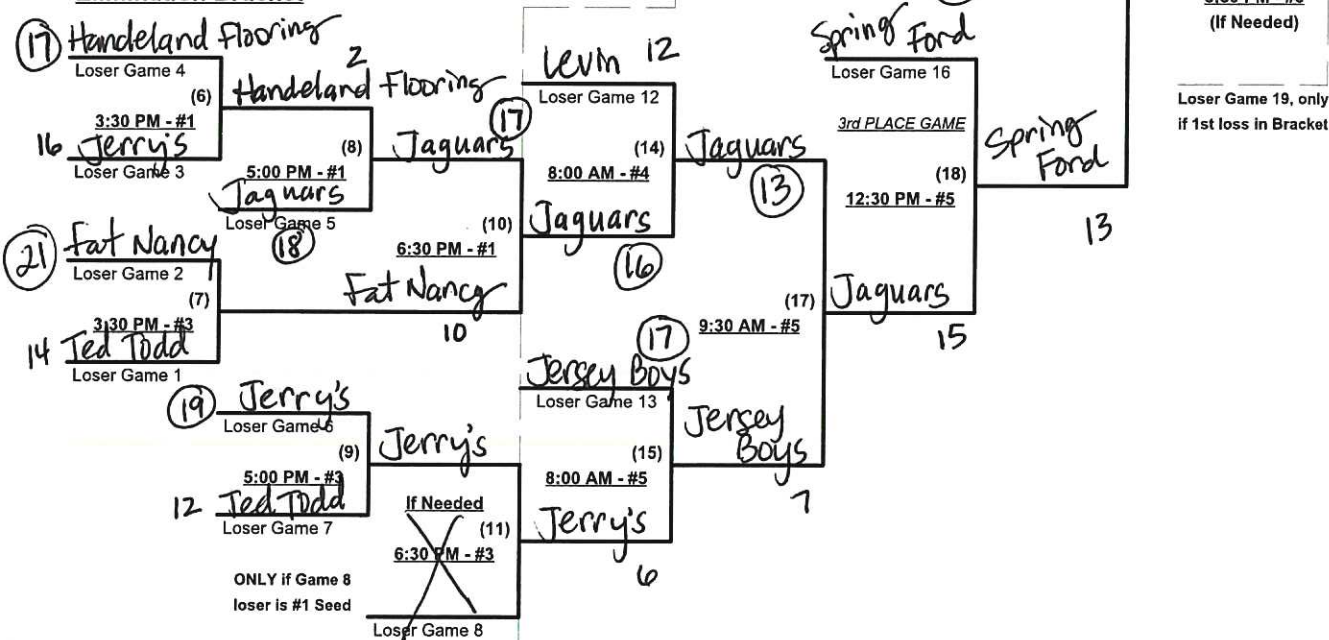 17 Handeland Flooring
Loser Game 4
(6)
3:30 PM - #1
16 Jerry's
Loser Game 3
2
Handeland Flooring
(8)
5:00 PM - #1
Jaguars
Loser Game 5
18
21 Fat Nancy
Loser Game 2
(7)
3:30 PM - #3
14 Ted Todd
Loser Game 1
Jaguars 17
(10)
6:30 PM - #1
Fat Nancy
10
19 Jerry's
Loser Game 6
(9)
5:00 PM - #3
12 Ted Todd
Loser Game 7
Jerry's
If Needed
(11)
6:30 PM - #3
ONLY if Game 8
loser is #1 Seed
Loser Game 8
Levin 12
Loser Game 12
(14)
8:00 AM - #4
Jaguars
16
Jersey Boys 17
Loser Game 13
(15)
8:00 AM - #5
Jerry's
6
Jaguars
13
(17)
9:30 AM - #5
Jersey
Boys
7
Spring Ford
Loser Game 16
3rd PLACE GAME
(18)
12:30 PM - #5
Jaguars
15
Spring
Ford
13
(If Needed)
Loser Game 19, only
if 1st loss in Bracket